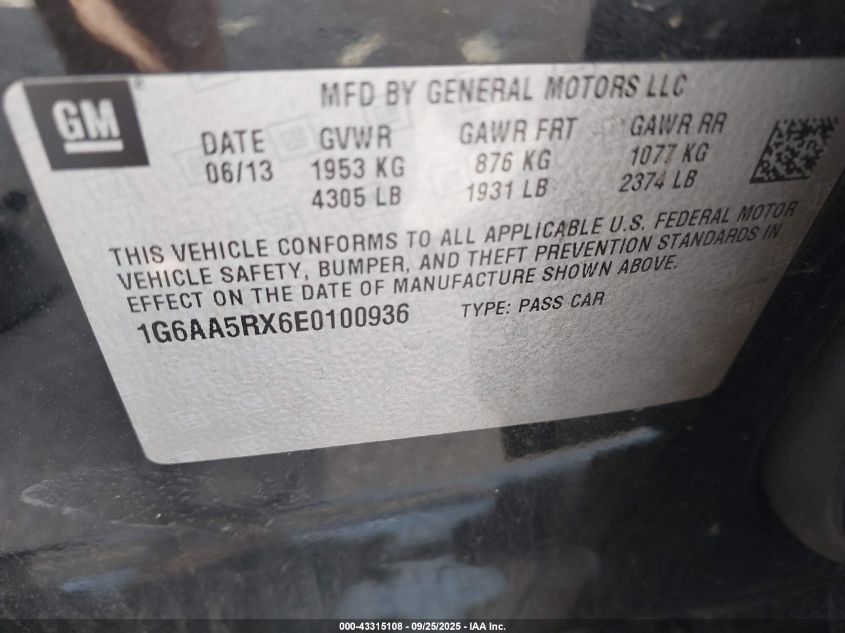 MFD BY GENERAL MOTORS LLC
GM
®
DATE GVWR GAWR FRT GAWR RR
06/13 1953 KG 876 KG 1077 KG
4305 LB 1931 LB 2374 LB
THIS VEHICLE CONFORMS TO ALL APPLICABLE U.S. FEDERAL MOTOR
VEHICLE SAFETY, BUMPER, AND THEFT PREVENTION STANDARDS IN
EFFECT ON THE DATE OF MANUFACTURE SHOWN ABOVE.
1G6AA5RX6E0100936 TYPE: PASS CAR
000-43315108 - 09/25/2025 - IAA Inc.